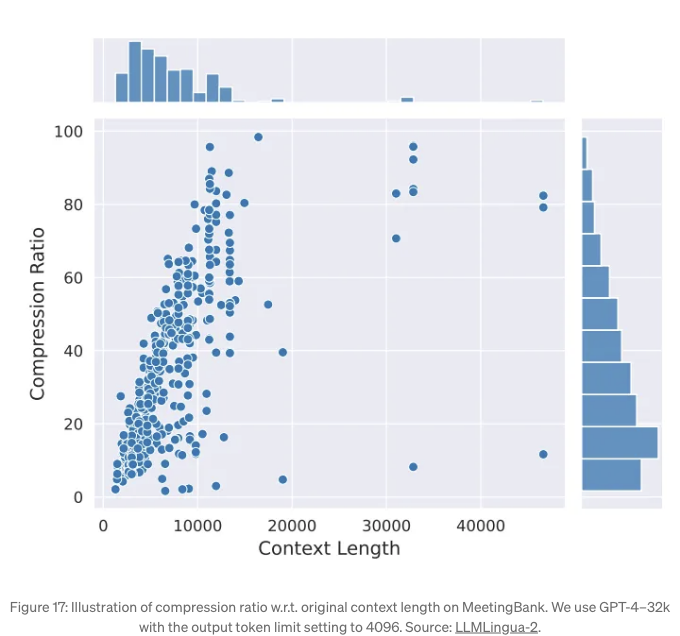 100
80
60
40
20
0
Compression Ratio
0 10000 20000 30000 40000
Context Length
Figure 17: Illustration of compression ratio w.r.t. original context length on MeetingBank. We use GPT-4–32k
with the output token limit setting to 4096. Source: LLMLingua-2.